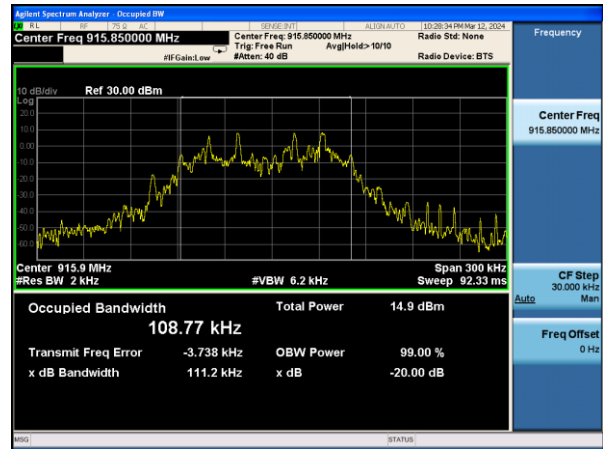 Agilent Spectrum Analyzer - Occupied BW
RL RF 75 Ω AC SENSE:INT ALIGN AUTO 10:28:34 PM Mar 12, 2024
Center Freq 915.850000 MHz
Center Freq: 915.850000 MHz
Radio Std: None
Trig: Free Run
Avg|Hold:> 10/10
#IFGain:Low
#Atten: 40 dB
Radio Device: BTS
Frequency
10 dB/div
Ref 30.00 dBm
Log
20.0
10.0
0.00
-10.0
-20.0
-30.0
-40.0
-50.0
-60.0
Center Freq
915.850000 MHz
Center 915.9 MHz
Span 300 kHz
#Res BW 2 kHz
#VBW 6.2 kHz
Sweep 92.33 ms
CF Step
30.000 kHz
Auto Man
Occupied Bandwidth
Total Power 14.9 dBm
108.77 kHz
Transmit Freq Error -3.738 kHz
OBW Power 99.00 %
x dB Bandwidth 111.2 kHz
x dB -20.00 dB
Freq Offset
0 Hz
MSG
STATUS